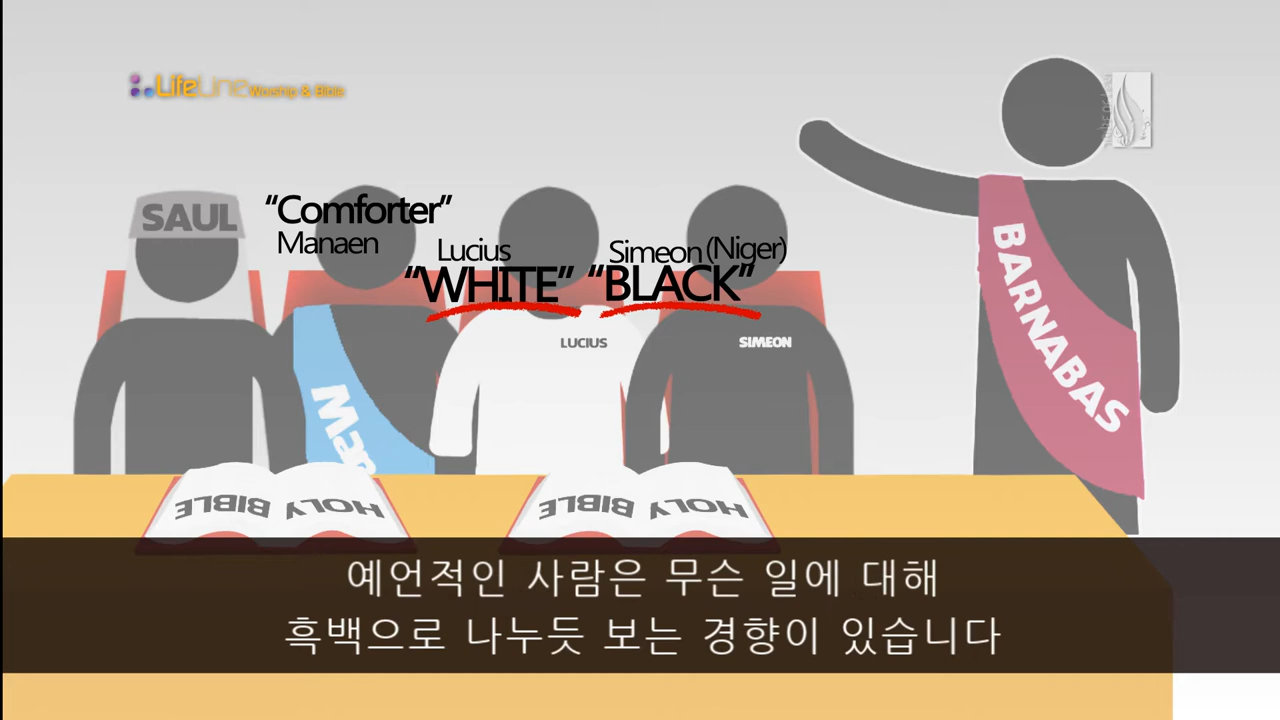 LifeLine Worship & Bible
SAUL
“Comforter”
Manaen
Lucius
“WHITE”
Simeon (Niger)
“BLACK”
LUCIUS
SIMEON
BARNABAS
HOLY BIBLE
HOLY BIBLE
예언적인 사람은 무슨 일에 대해
흑백으로 나누듯 보는 경향이 있습니다